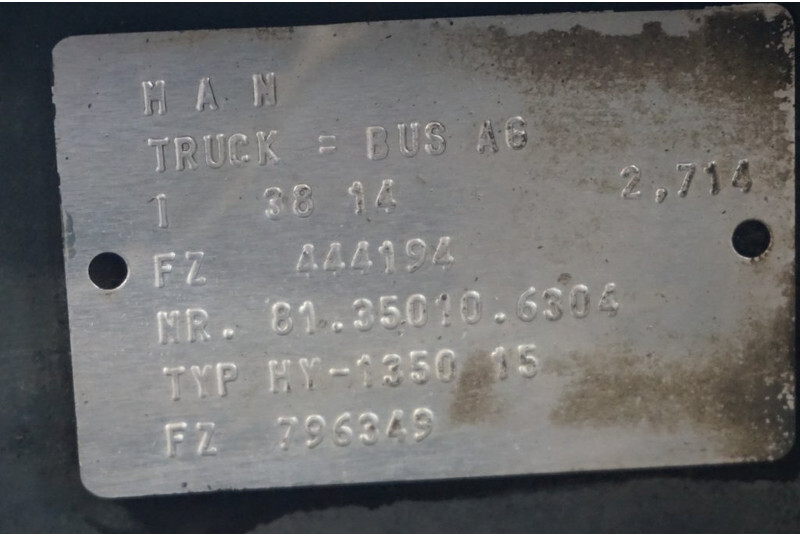 M A N
TRUCK = BUS AG
I 38 14 2,714
FZ 444194
NR. 81.35010.6304
TYP HY-1350 15
FZ 796349